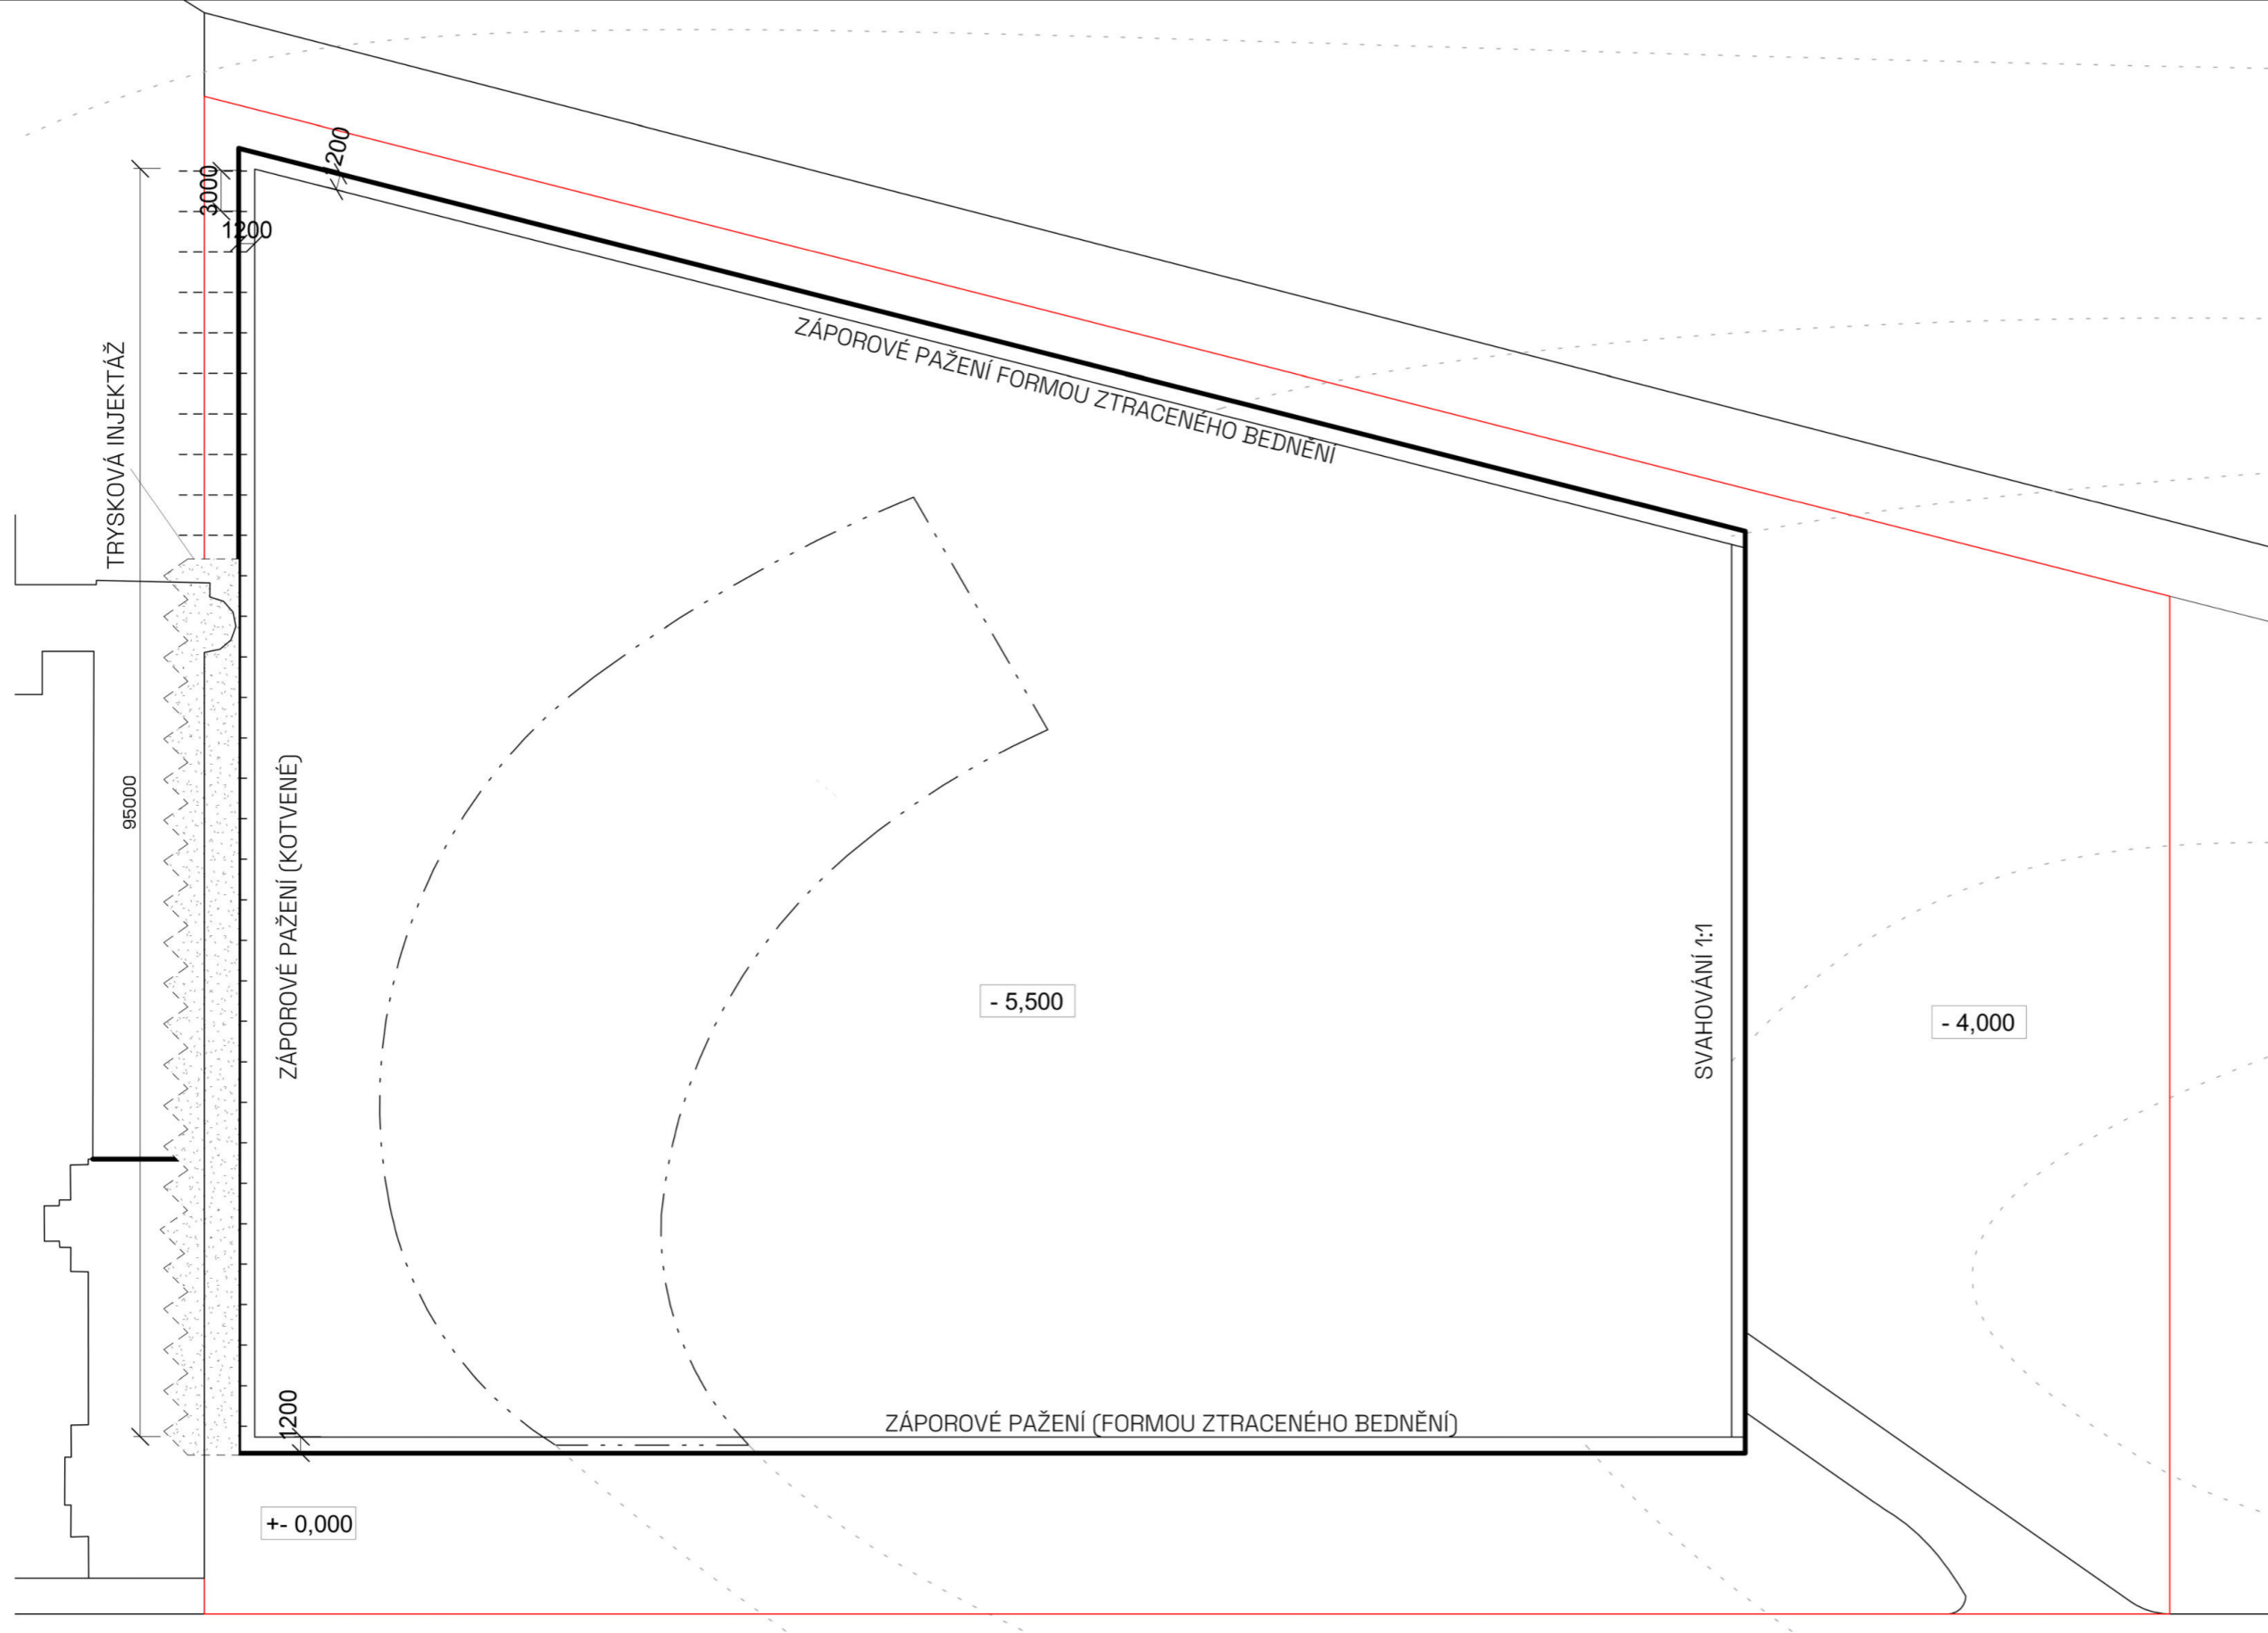 200
3000
1200
ZÁPOROVÉ PAŽENÍ FORMOU ZTRACENÉHO BEDNĚNÍ
TRYSKOVÁ INJEKTÁŽ
95000
ZÁPOROVÉ PAŽENÍ (KOTVENÉ)
- 5,500
SVAHOVÁNÍ 1:1
- 4,000
1200
ZÁPOROVÉ PAŽENÍ (FORMOU ZTRACENÉHO BEDNĚNÍ)
+- 0,000